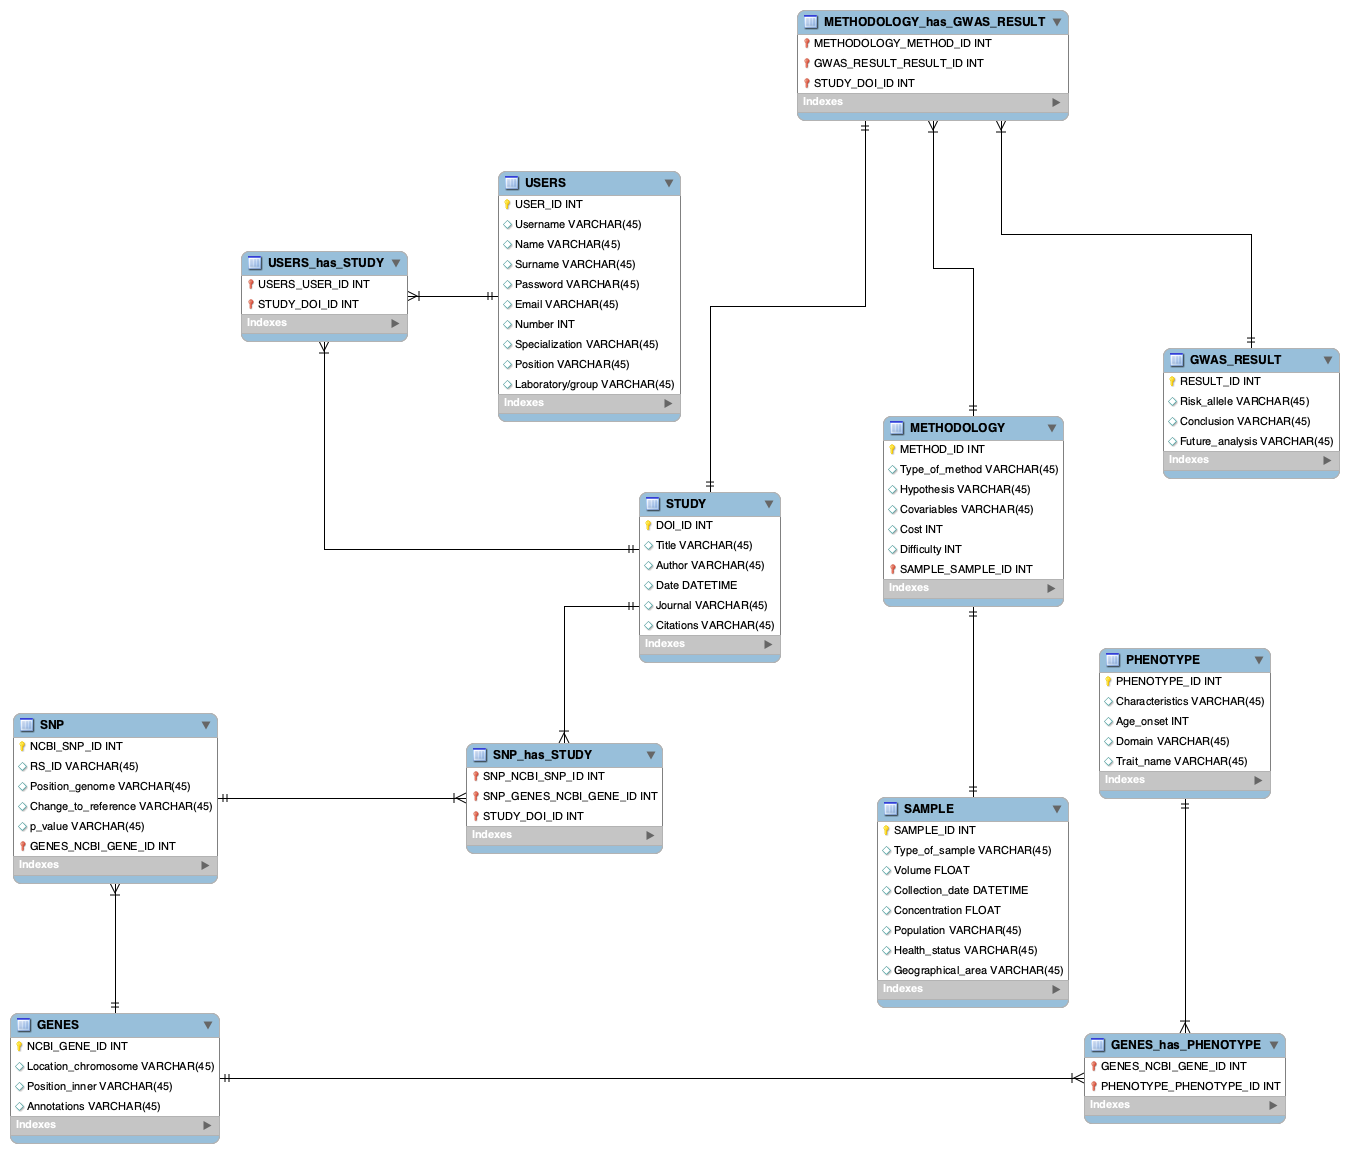 METHODOLOGY_has_GWAS_RESULT
METHODOLOGY_METHOD_ID INT
GWAS_RESULT_RESULT_ID INT
STUDY_DOI_ID INT
Indexes
USERS
USER_ID INT
Username VARCHAR(45)
Name VARCHAR(45)
Surname VARCHAR(45)
Password VARCHAR(45)
Email VARCHAR(45)
Number INT
Specialization VARCHAR(45)
Position VARCHAR(45)
Laboratory/group VARCHAR(45)
Indexes
USERS_has_STUDY
USERS_USER_ID INT
STUDY_DOI_ID INT
Indexes
GWAS_RESULT
RESULT_ID INT
Risk_allele VARCHAR(45)
Conclusion VARCHAR(45)
Future_analysis VARCHAR(45)
Indexes
METHODOLOGY
METHOD_ID INT
Type_of_method VARCHAR(45)
Hypothesis VARCHAR(45)
Covariables VARCHAR(45)
Cost INT
Difficulty INT
SAMPLE_SAMPLE_ID INT
Indexes
STUDY
DOI_ID INT
Title VARCHAR(45)
Author VARCHAR(45)
Date DATETIME
Journal VARCHAR(45)
Citations VARCHAR(45)
Indexes
PHENOTYPE
PHENOTYPE_ID INT
Characteristics VARCHAR(45)
Age_onset INT
Domain VARCHAR(45)
Trait_name VARCHAR(45)
Indexes
SNP
NCBI_SNP_ID INT
RS_ID VARCHAR(45)
Position_genome VARCHAR(45)
Change_to_reference VARCHAR(45)
p_value VARCHAR(45)
GENES_NCBI_GENE_ID INT
Indexes
SNP_has_STUDY
SNP_NCBI_SNP_ID INT
SNP_GENES_NCBI_GENE_ID INT
STUDY_DOI_ID INT
Indexes
SAMPLE
SAMPLE_ID INT
Type_of_sample VARCHAR(45)
Volume FLOAT
Collection_date DATETIME
Concentration FLOAT
Population VARCHAR(45)
Health_status VARCHAR(45)
Geographical_area VARCHAR(45)
Indexes
GENES
NCBI_GENE_ID INT
Location_chromosome VARCHAR(45)
Position_inner VARCHAR(45)
Annotations VARCHAR(45)
Indexes
GENES_has_PHENOTYPE
GENES_NCBI_GENE_ID INT
PHENOTYPE_PHENOTYPE_ID INT
Indexes